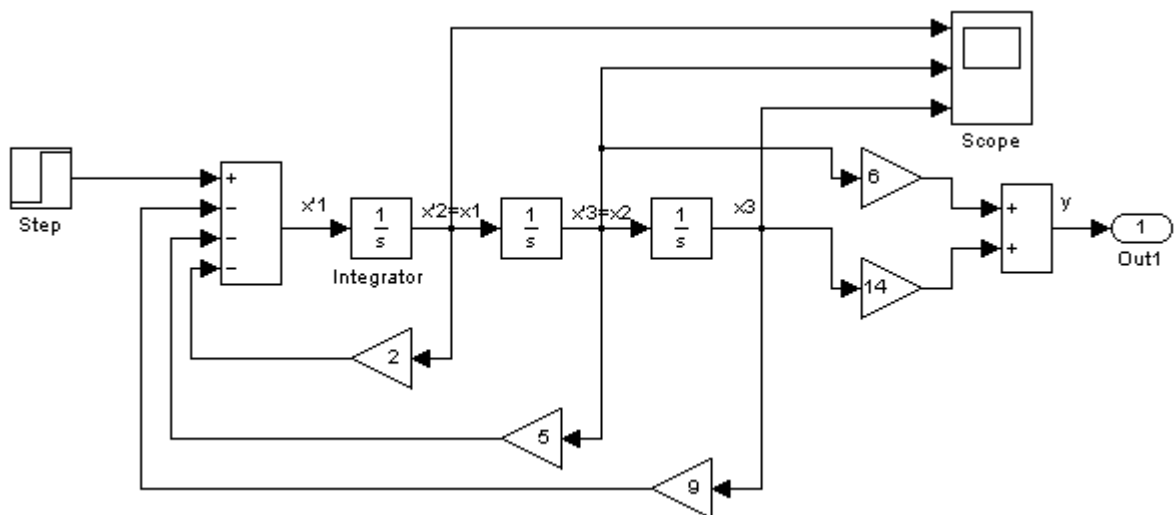 Scope
Step
+
−
−
−
x'1
1
s
Integrator
x'2=x1
1
s
x'3=x2
1
s
x3
6
14
+
+
y
1
Out1
2
5
9